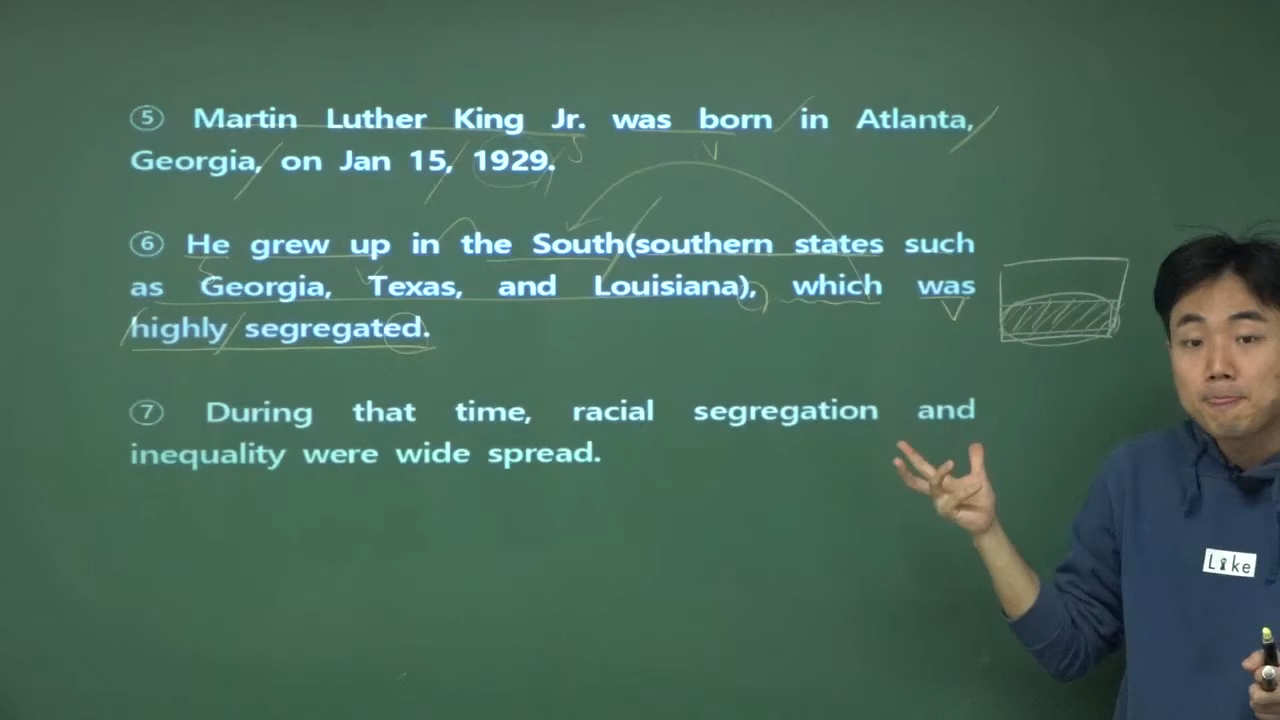 ⑤ Martin Luther King Jr. was born in Atlanta,
Georgia, on Jan 15, 1929.
⑥ He grew up in the South(southern states such
as Georgia, Texas, and Louisiana), which was
highly segregated.
⑦ During that time, racial segregation and
inequality were wide spread.
S
V
S
V
V
Like